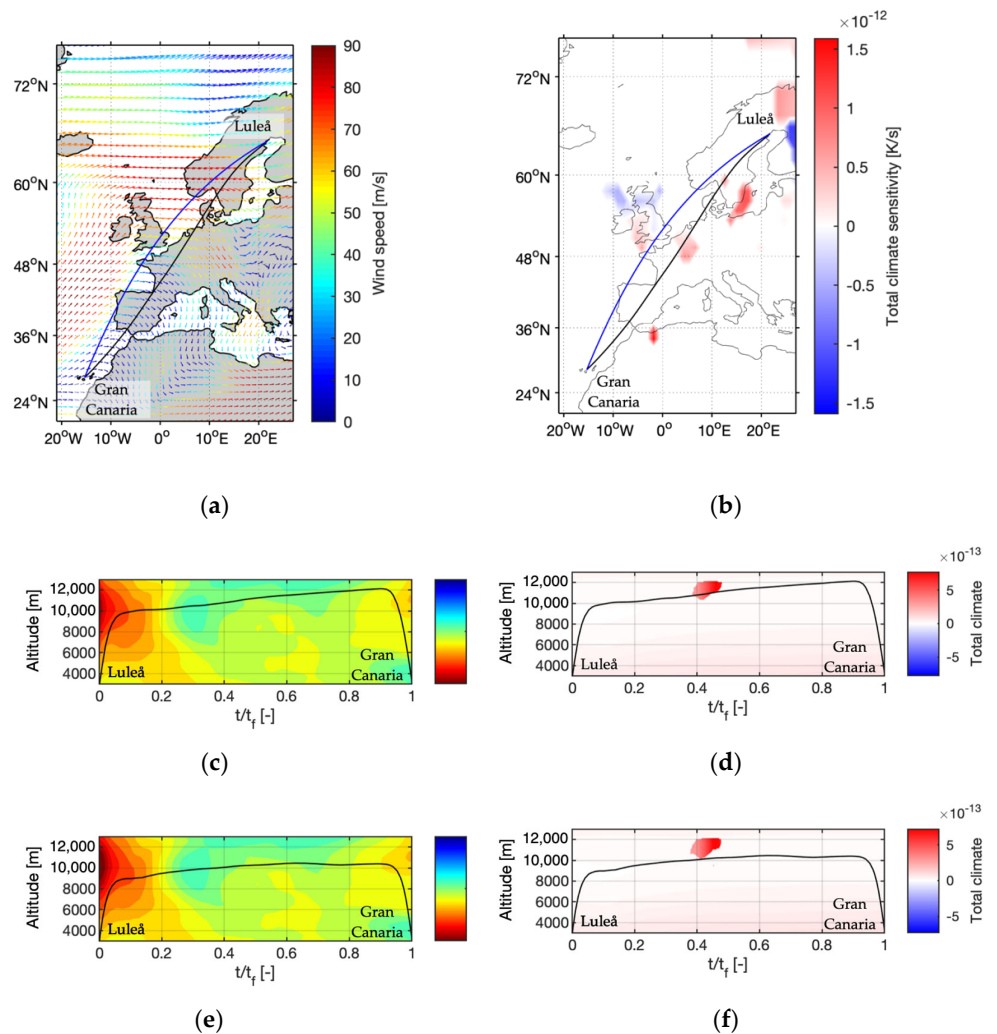 90
80
70
60
50
40
30
20
10
0
Wind speed [m/s]
72°N
60°N
48°N
36°N
24°N
20°W 10°W 0° 10°E 20°E
Luleå
Gran
Canaria
(a)
×10-12
1.5
1
0.5
0
-0.5
-1
-1.5
Total climate sensitivity [K/s]
72°N
60°N
48°N
36°N
24°N
20°W 10°W 0° 10°E 20°E
Luleå
Gran
Canaria
(b)
Altitude [m]
12,000
10,000
8000
6000
4000
Luleå
Gran
Canaria
0 0.2 0.4 0.6 0.8 1
t/tf [-]
(c)
Altitude [m]
12,000
10,000
8000
6000
4000
Luleå
Gran
Canaria
0 0.2 0.4 0.6 0.8 1
t/tf [-]
×10-13
5
0
-5
Total climate
(d)
Altitude [m]
12,000
10,000
8000
6000
4000
Luleå
Gran
Canaria
0 0.2 0.4 0.6 0.8 1
t/tf [-]
(e)
Altitude [m]
12,000
10,000
8000
6000
4000
Luleå
Gran
Canaria
0 0.2 0.4 0.6 0.8 1
t/tf [-]
×10-13
5
0
-5
Total climate
(f)